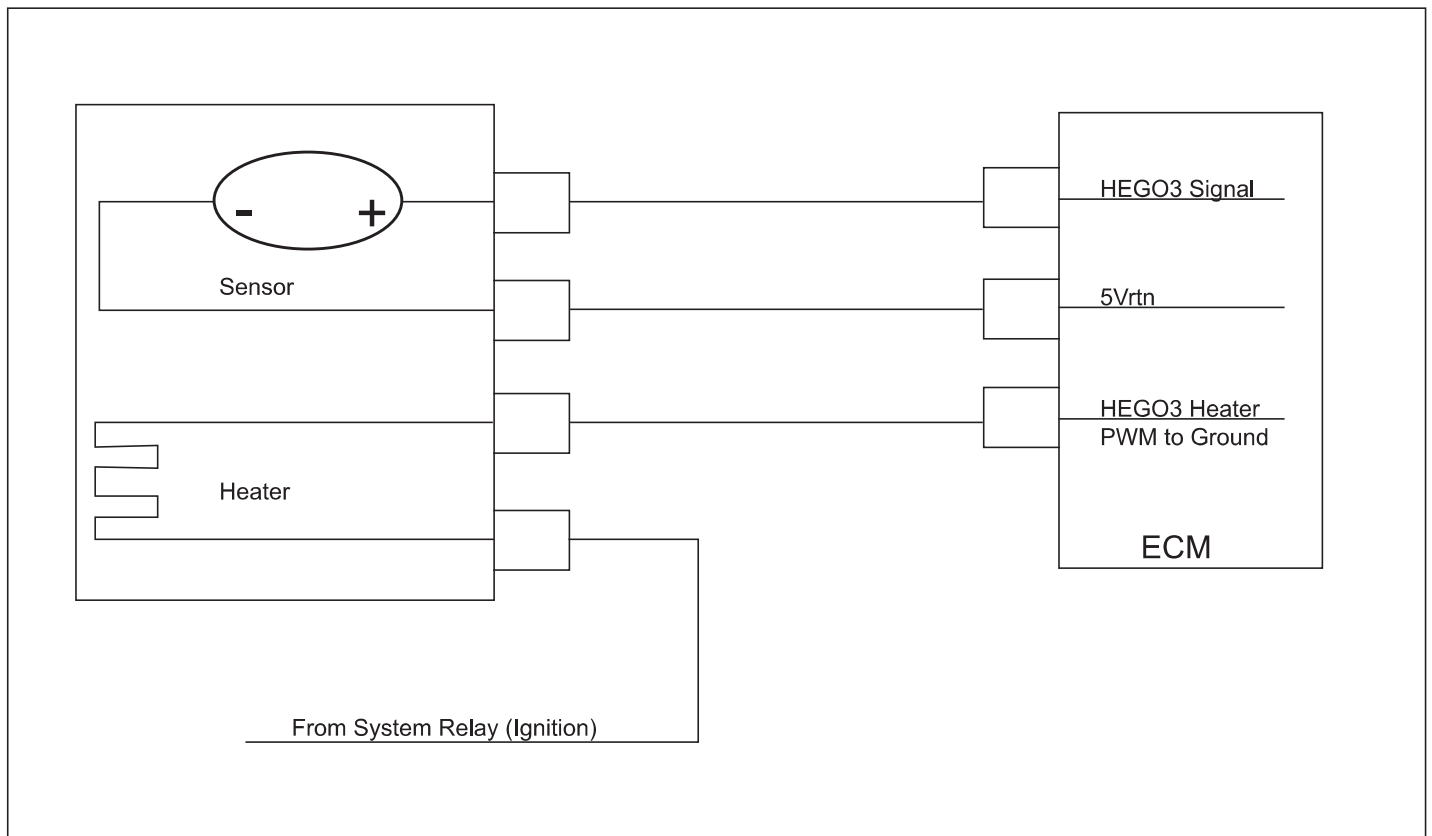 HEGO3 Signal
- +
Sensor
5Vrtn
HEGO3 Heater
PWM to Ground
Heater
ECM
From System Relay (Ignition)